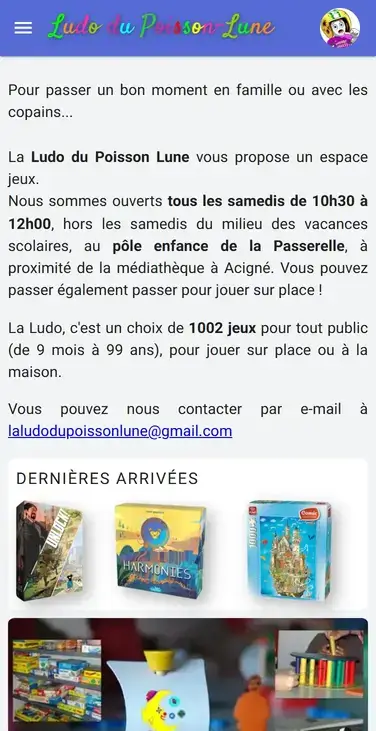 Ludo du Poisson-Lune
Pour passer un bon moment en famille ou avec les
copains...
La Ludo du Poisson Lune vous propose un espace
jeux.
Nous sommes ouverts tous les samedis de 10h30 à
12h00, hors les samedis du milieu des vacances
scolaires, au pôle enfance de la Passerelle, à
proximité de la médiathèque à Acigné. Vous pouvez
passer également passer pour jouer sur place !
La Ludo, c'est un choix de 1002 jeux pour tout public
(de 9 mois à 99 ans), pour jouer sur place ou à la
maison.
Vous pouvez nous contacter par e-mail à
laludodupoissonlune@gmail.com
DERNIÈRES ARRIVÉES
UNLOCK!
HARMONIES
1000